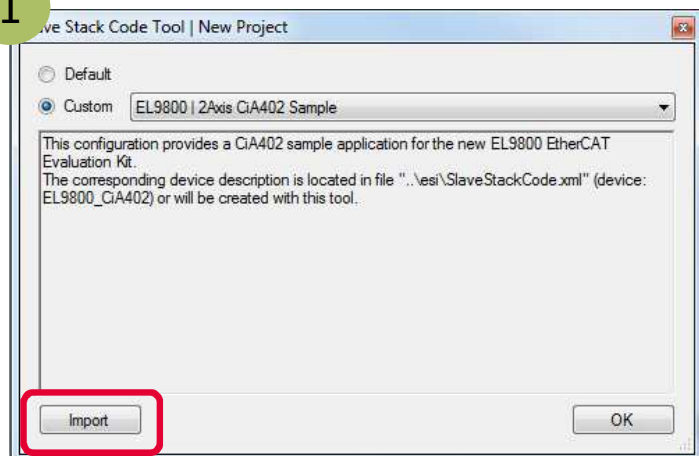 1
ve Stack Code Tool | New Project
Default
Custom EL9800 | 2Axis CiA402 Sample
This configuration provides a CiA402 sample application for the new EL9800 EtherCAT
Evaluation Kit.
The corresponding device description is located in file "..\esi\SlaveStackCode.xml" (device:
EL9800_CiA402) or will be created with this tool.
Import OK